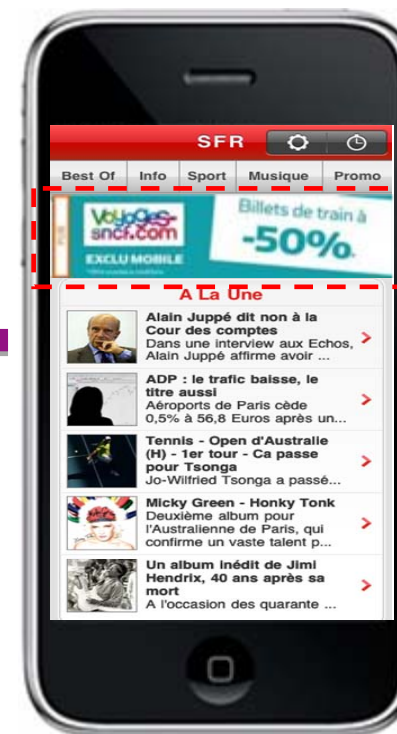 SFR
Best Of Info Sport Musique Promo
PUB
Voyages-
sncf.com
EXCLU MOBILE
Billets de train à
-50%
A La Une
Alain Juppé dit non à la
Cour des comptes
Dans une interview aux Echos,
Alain Juppé affirme avoir ...
ADP : le trafic baisse, le
titre aussi
Aéroports de Paris cède
0,5% à 56,8 Euros après un...
Tennis - Open d'Australie
(H) - 1er tour - Ca passe
pour Tsonga
Jo-Wilfried Tsonga a passé...
Micky Green - Honky Tonk
Deuxième album pour
l'Australienne de Paris, qui
confirme un vaste talent p...
Un album inédit de Jimi
Hendrix, 40 ans après sa
mort
A l'occasion des quarante ...